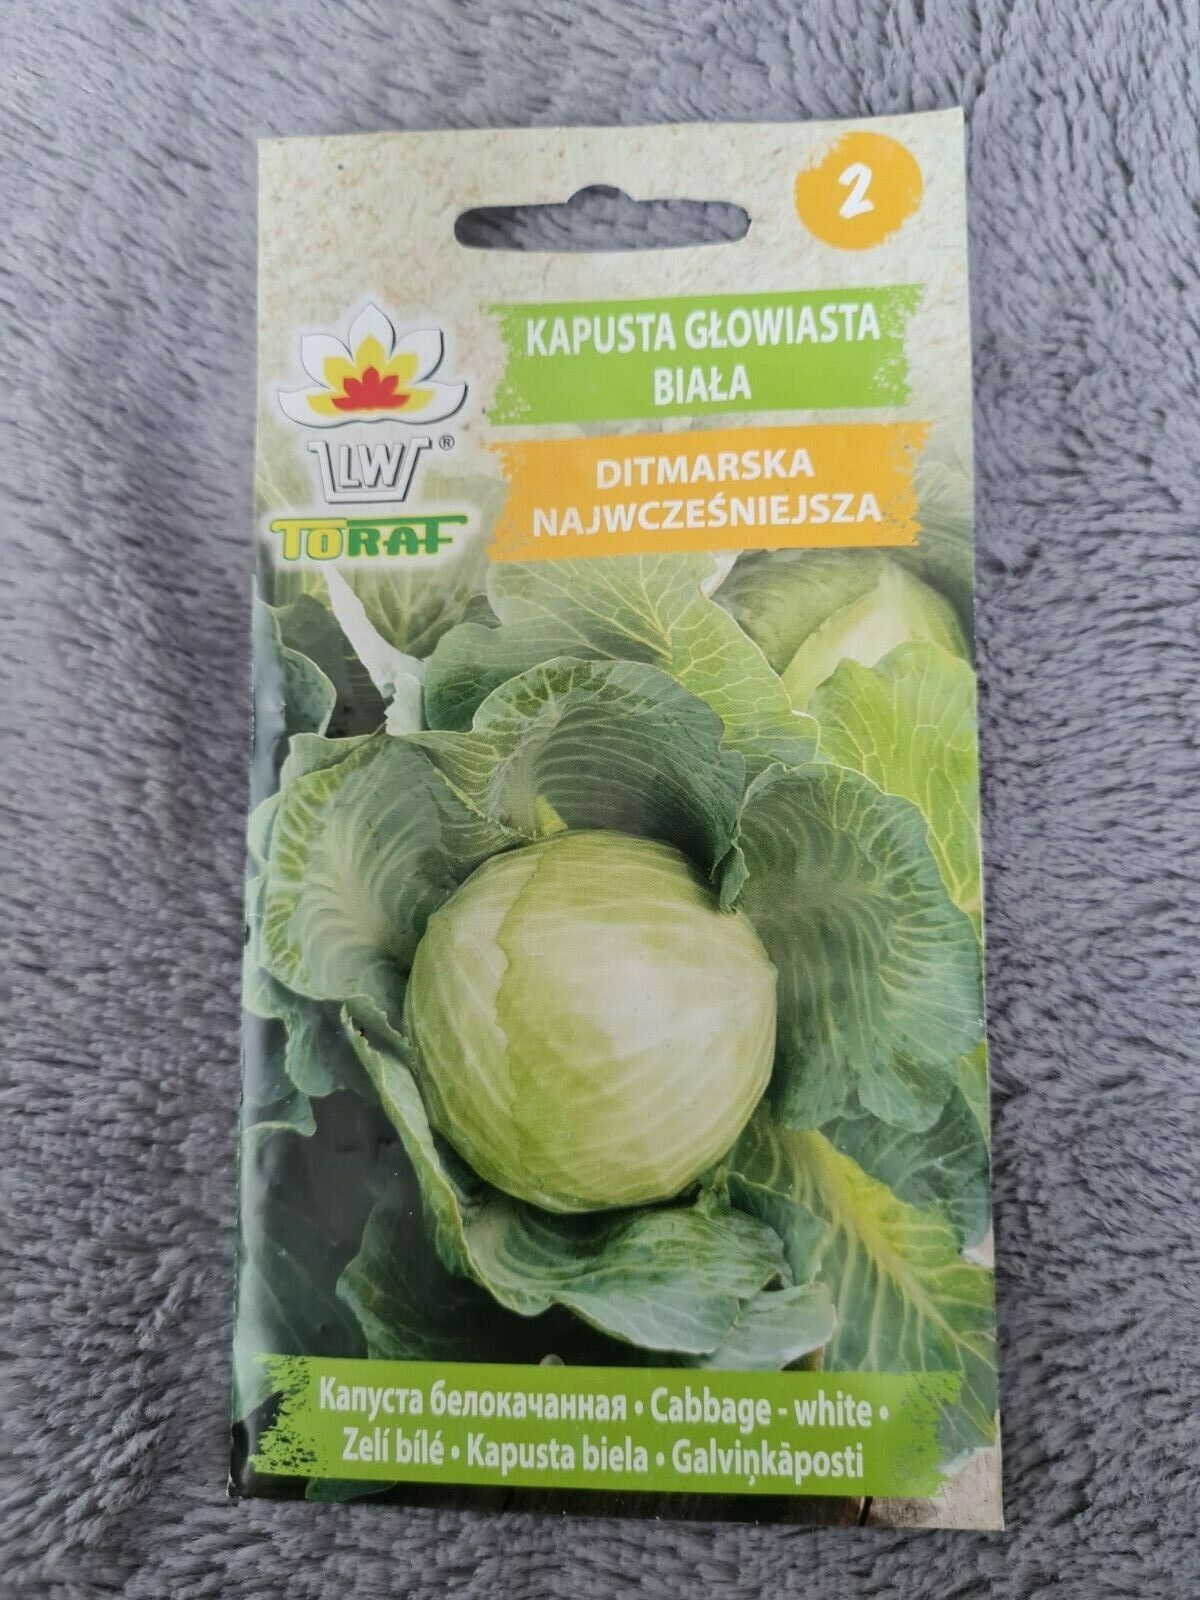 2
KAPUSTA GŁOWIASTA
BIAŁA
DITMARSKA
NAJWCZEŚNIEJSZA
LW®
TORAF
Капуста белокачанная • Cabbage - white •
Zelí bílé • Kapusta biela • Galviņkāposti